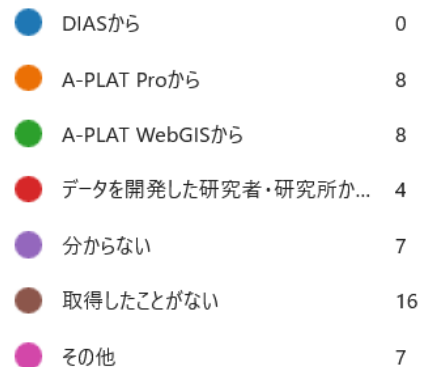 DIASから 0
A-PLAT Proから 8
A-PLAT WebGISから 8
データを開発した研究者・研究所か... 4
分からない 7
取得したことがない 16
その他 7